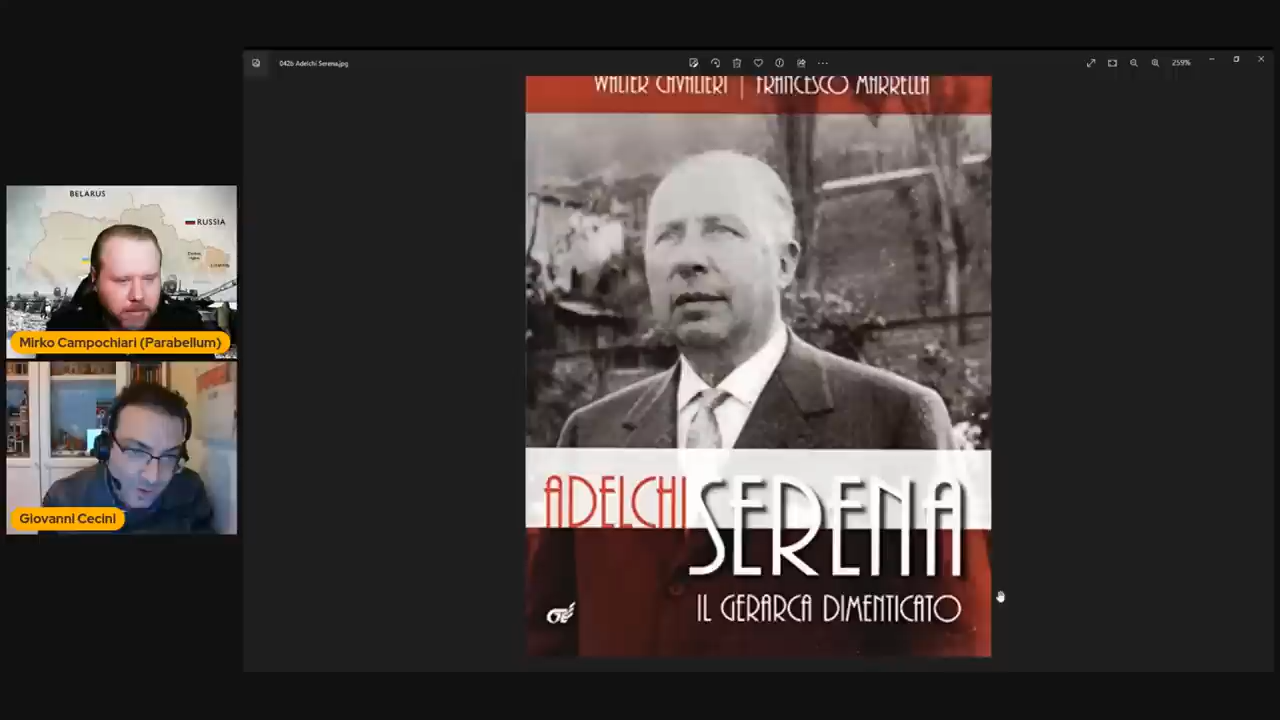 042b Adelchi Serena.jpg
259%
WALTER CAVALIERI | FRANCESCO MARRELLA
BELARUS
RUSSIA
Mirko Campochiari (Parabellum)
Giovanni Cecini
ADELCHI SERENA
IL GERARCA DIMENTICATO